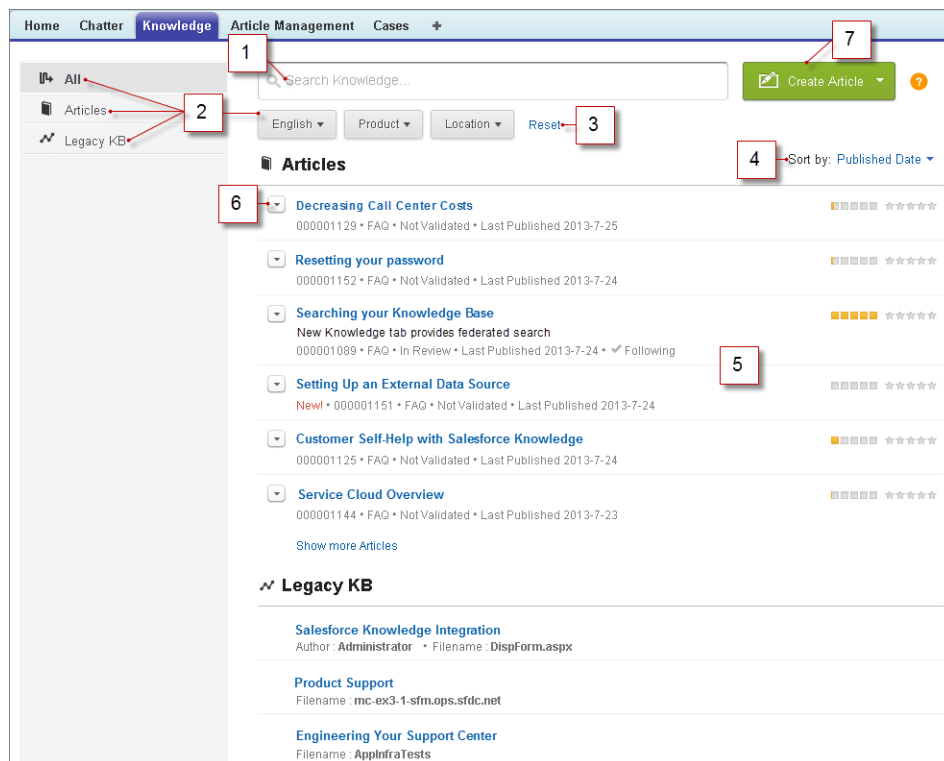 Home Chatter Knowledge Article Management Cases +
1
7
All
Search Knowledge...
Create Article
?
Articles
2
English Product Location Reset
3
Legacy KB
Articles
4
Sort by: Published Date
6
Decreasing Call Center Costs
000001129 • FAQ • Not Validated • Last Published 2013-7-25
Resetting your password
000001152 • FAQ • Not Validated • Last Published 2013-7-24
Searching your Knowledge Base
New Knowledge tab provides federated search
000001089 • FAQ • In Review • Last Published 2013-7-24 • Following
5
Setting Up an External Data Source
New! • 000001151 • FAQ • Not Validated • Last Published 2013-7-24
Customer Self-Help with Salesforce Knowledge
000001125 • FAQ • Not Validated • Last Published 2013-7-24
Service Cloud Overview
000001144 • FAQ • Not Validated • Last Published 2013-7-23
Show more Articles
Legacy KB
Salesforce Knowledge Integration
Author : Administrator • Filename : DispForm.aspx
Product Support
Filename : mc-ex3-1-sfm.ops.sfdc.net
Engineering Your Support Center
Filename : AppInfraTests